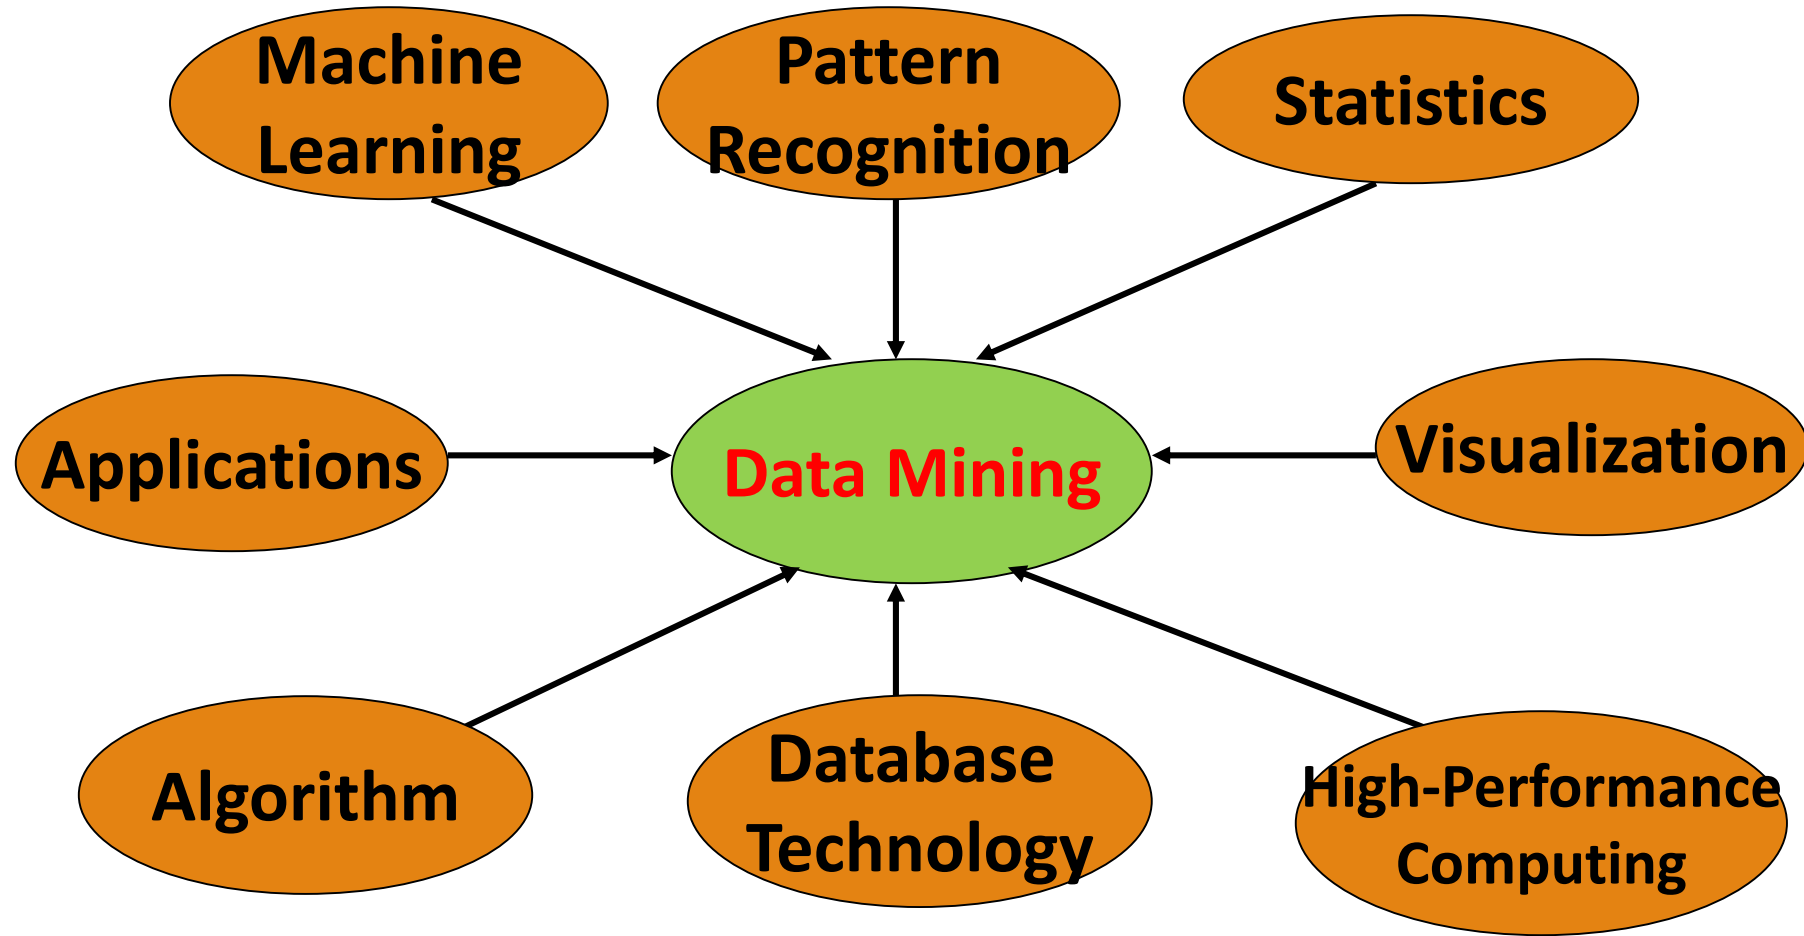 Machine
Learning
Pattern
Recognition
Statistics
Applications
Data Mining
Visualization
Algorithm
Database
Technology
High-Performance
Computing